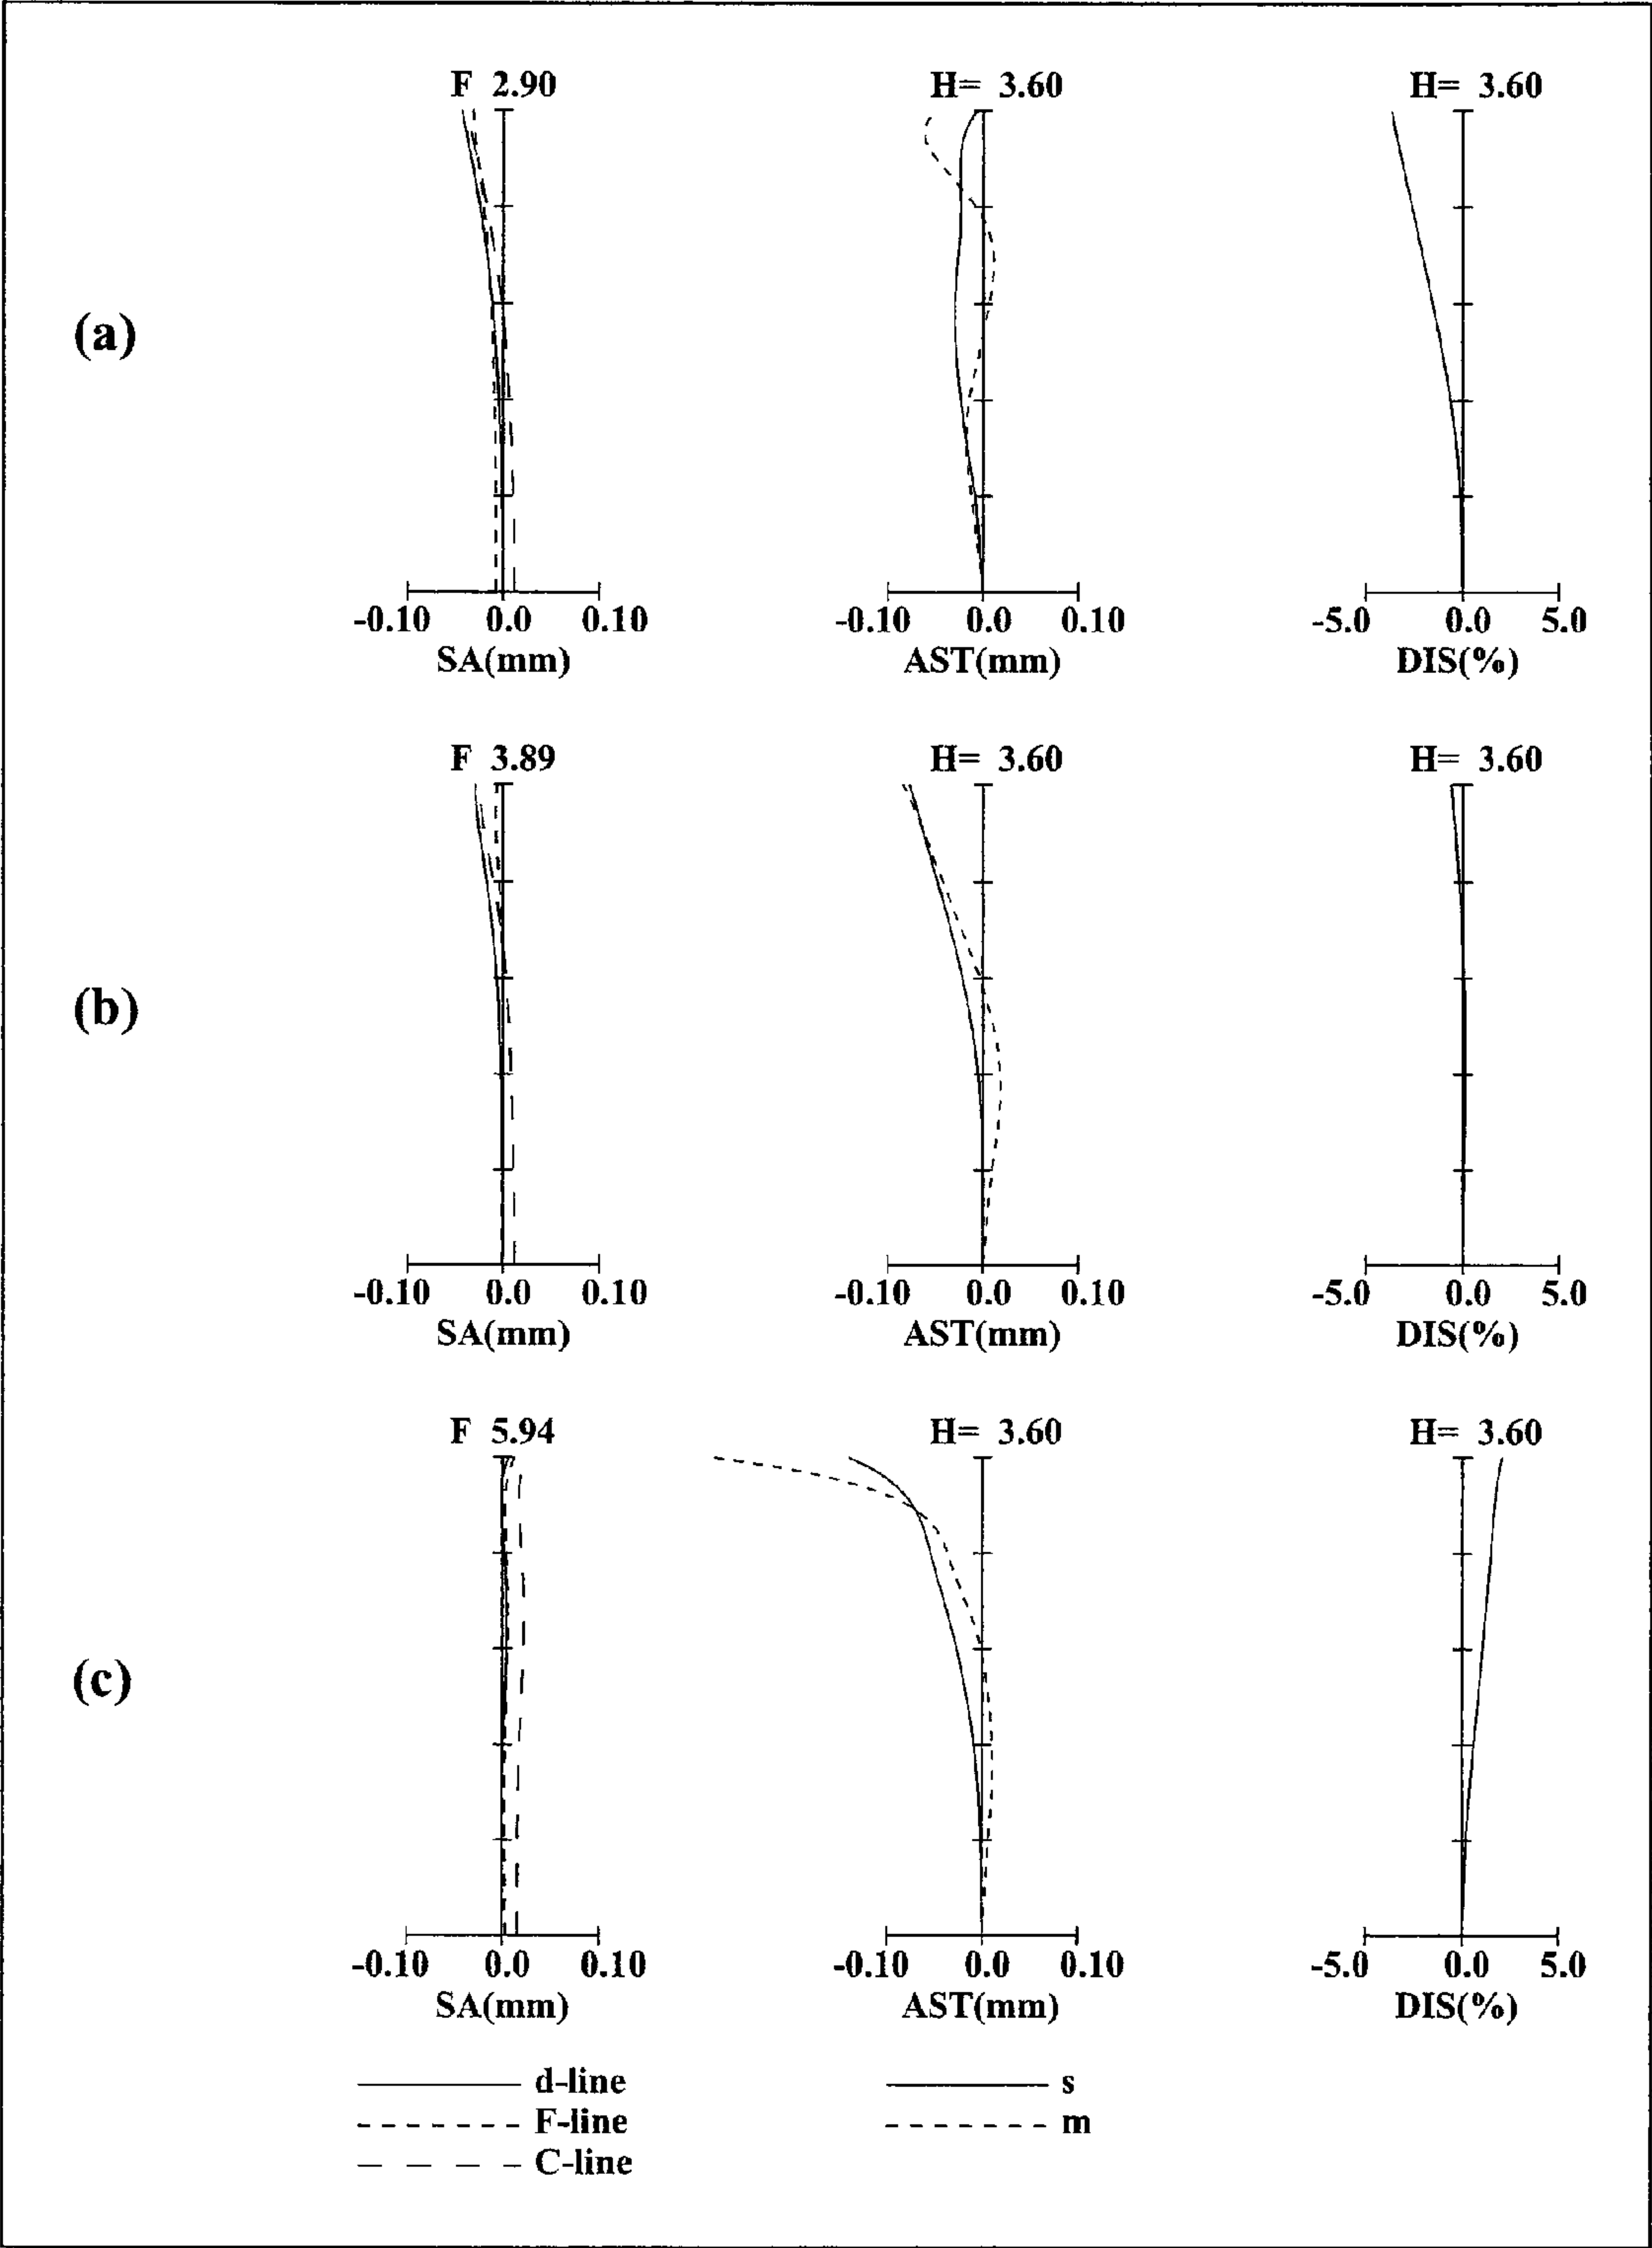 F 2.90 H= 3.60 H= 3.60
(a)
-0.10 0.0 0.10 -0.10 0.0 0.10 -5.0 0.0 5.0
SA(mm) AST(mm) DIS(%)
F 3.89 H= 3.60 H= 3.60
(b)
-0.10 0.0 0.10 -0.10 0.0 0.10 -5.0 0.0 5.0
SA(mm) AST(mm) DIS(%)
F 5.94 H= 3.60 H= 3.60
(c)
-0.10 0.0 0.10 -0.10 0.0 0.10 -5.0 0.0 5.0
SA(mm) AST(mm) DIS(%)
d-line s
F-line m
C-line